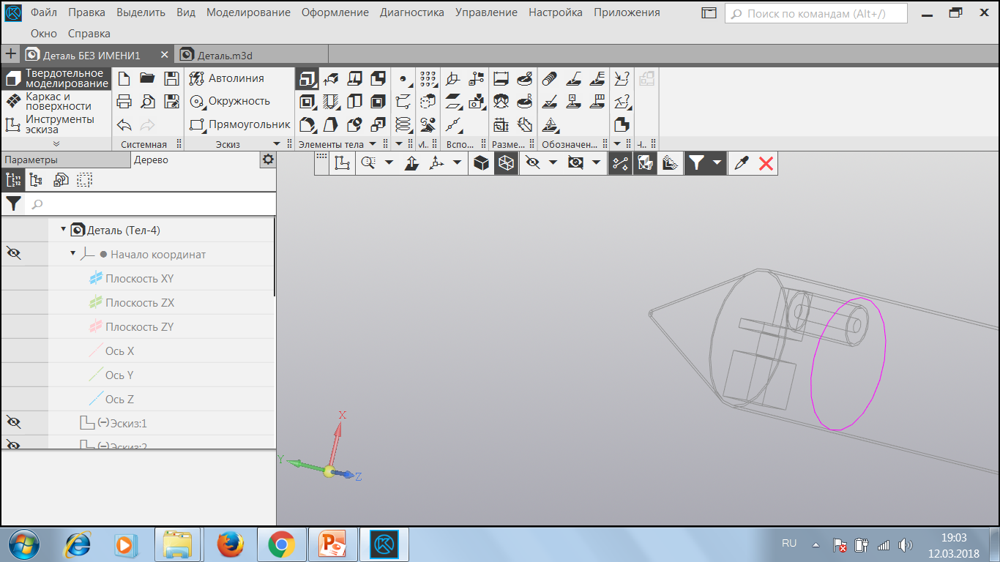 Файл Правка Выделить Вид Моделирование Оформление Диагностика Управление Настройка Приложения Поиск по командам (Alt+/)
Окно Справка
Деталь БЕЗ ИМЕНИ1 Деталь.m3d
Твердотельное моделирование
Каркас и поверхности
Инструменты эскиза
Автолиния
Окружность
Прямоугольник
Системная Эскиз Элементы тела И.. Вспо... Разме... Обозначен... Ч..
Параметры Дерево
Деталь (Тел-4)
Начало координат
Плоскость XY
Плоскость ZX
Плоскость ZY
Ось X
Ось Y
Ось Z
(-)Эскиз:1
(-)Эскиз:2
X
Y
Z
RU
19:03
12.03.2018